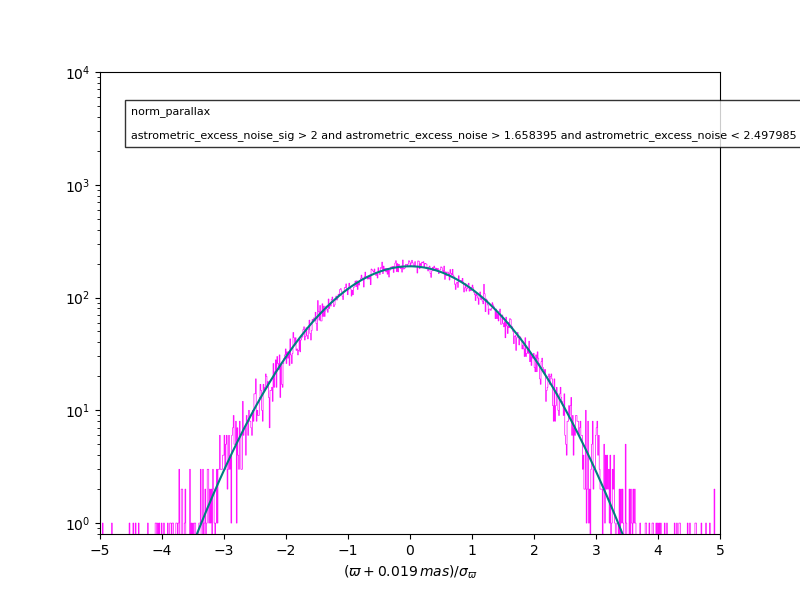 10⁴
norm_parallax
astrometric_excess_noise_sig > 2 and astrometric_excess_noise > 1.658395 and astrometric_excess_noise < 2.497985
10³
10²
10¹
10⁰
−5 −4 −3 −2 −1 0 1 2 3 4 5
(ϖ + 0.019 mas)/σ_ϖ